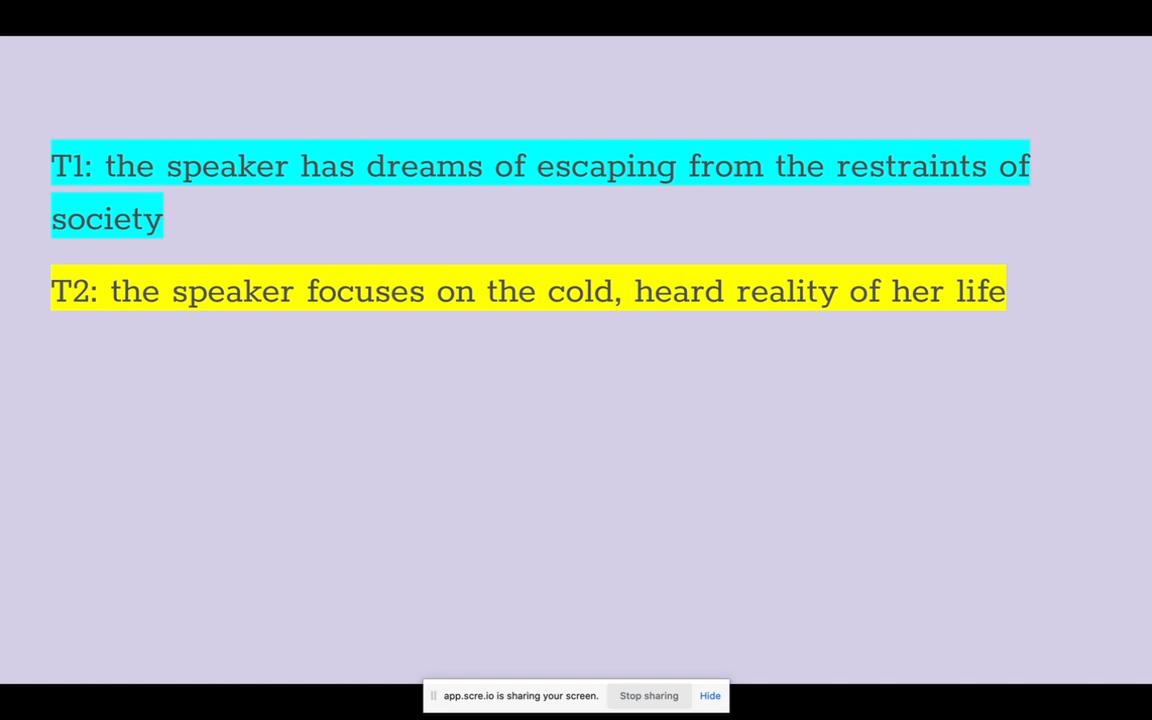 T1: the speaker has dreams of escaping from the restraints of
society
T2: the speaker focuses on the cold, heard reality of her life
app.scre.io is sharing your screen. Stop sharing Hide